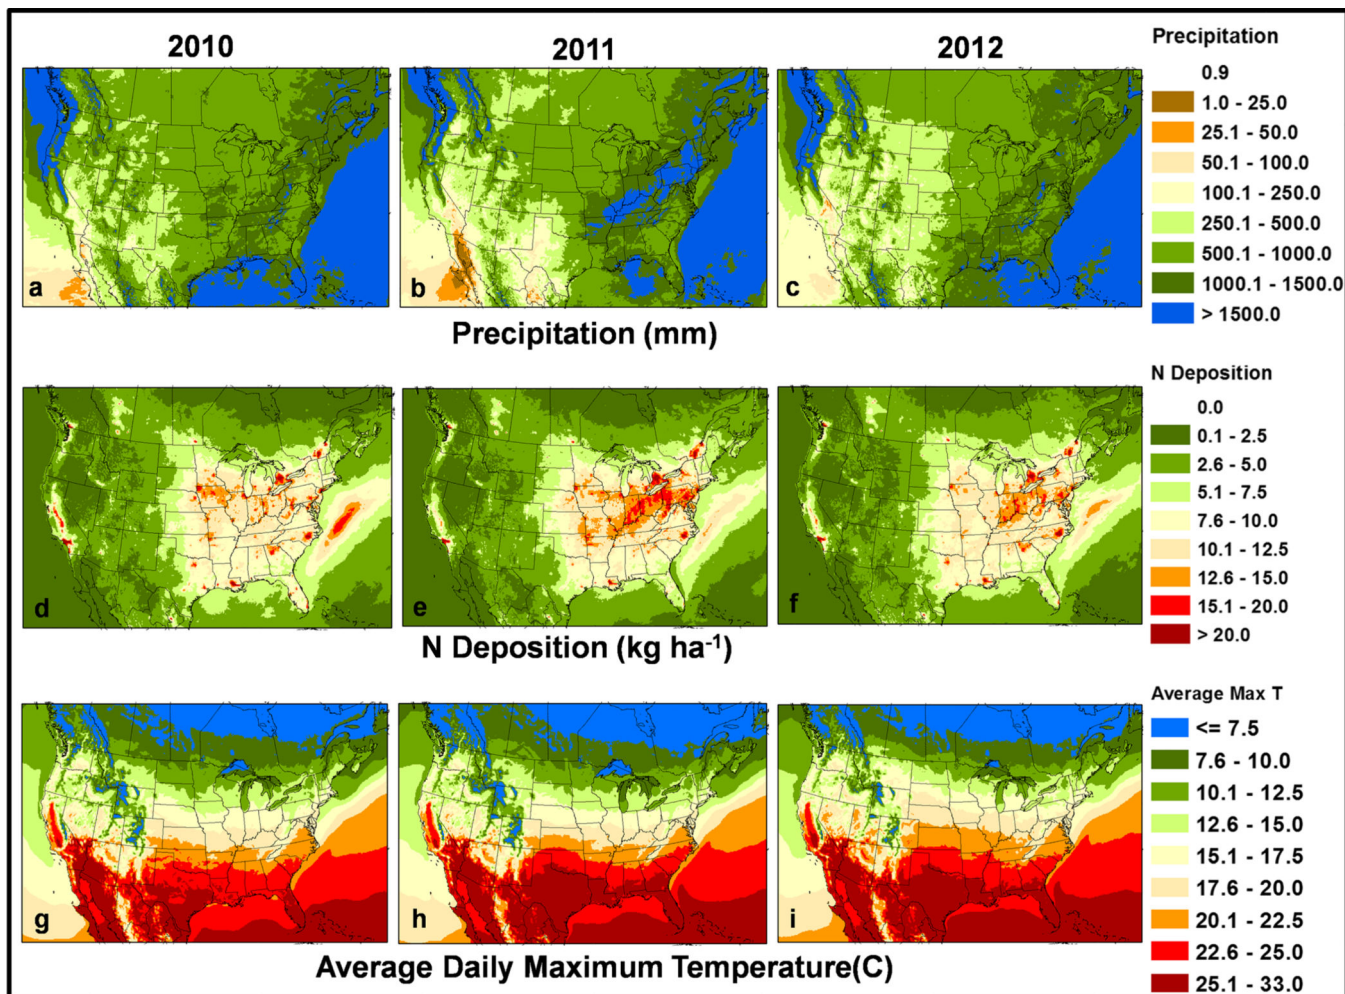 2010
2011
2012
Precipitation
0.9
1.0 - 25.0
25.1 - 50.0
50.1 - 100.0
100.1 - 250.0
250.1 - 500.0
500.1 - 1000.0
1000.1 - 1500.0
> 1500.0
a
b
c
Precipitation (mm)
N Deposition
0.0
0.1 - 2.5
2.6 - 5.0
5.1 - 7.5
7.6 - 10.0
10.1 - 12.5
12.6 - 15.0
15.1 - 20.0
> 20.0
d
e
f
N Deposition (kg ha⁻¹)
Average Max T
<= 7.5
7.6 - 10.0
10.1 - 12.5
12.6 - 15.0
15.1 - 17.5
17.6 - 20.0
20.1 - 22.5
22.6 - 25.0
25.1 - 33.0
g
h
i
Average Daily Maximum Temperature(C)